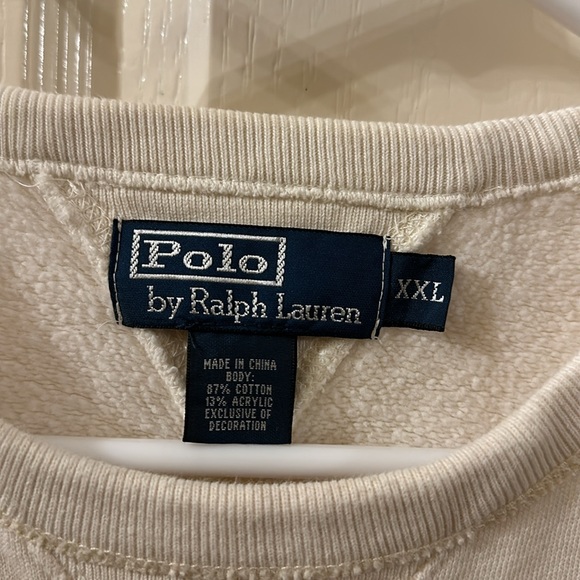 Polo
by Ralph Lauren
XXL
MADE IN CHINA
BODY:
87% COTTON
13% ACRYLIC
EXCLUSIVE OF
DECORATION